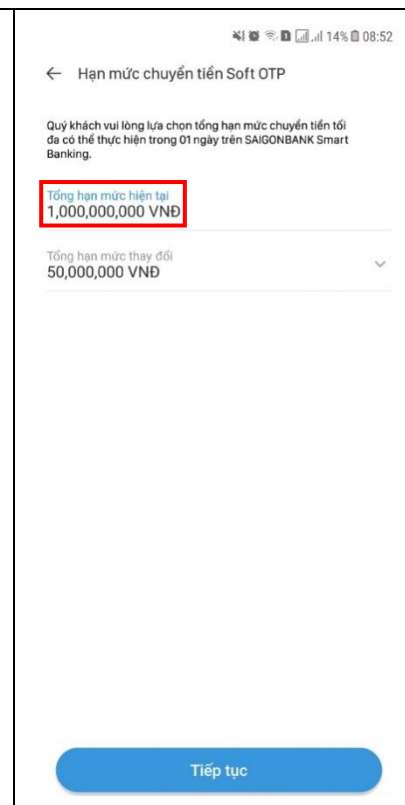 14% 08:52
← Hạn mức chuyển tiền Soft OTP
Quý khách vui lòng lựa chọn tổng hạn mức chuyển tiền tối
đa có thể thực hiện trong 01 ngày trên SAIGONBANK Smart
Banking.
Tổng hạn mức hiện tại
1,000,000,000 VNĐ
Tổng hạn mức thay đổi
50,000,000 VNĐ
Tiếp tục